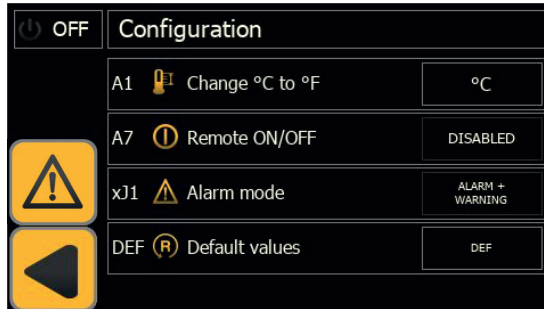 OFF Configuration
A1 Change °C to °F °C
A7 Remote ON/OFF DISABLED
xJ1 Alarm mode ALARM +
WARNING
DEF R Default values DEF